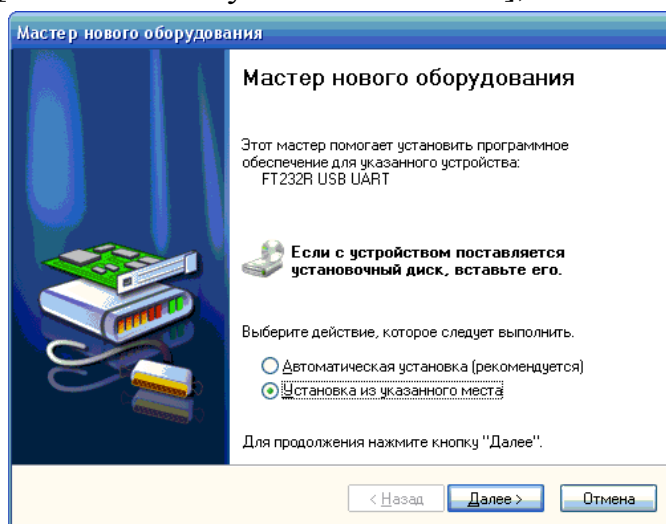 Мастер нового оборудования
Мастер нового оборудования
Этот мастер помогает установить программное
обеспечение для указанного устройства:
FT232R USB UART
Если с устройством поставляется
установочный диск, вставьте его.
Выберите действие, которое следует выполнить.
Автоматическая установка (рекомендуется)
Установка из указанного места
Для продолжения нажмите кнопку "Далее".
< Назад Далее > Отмена